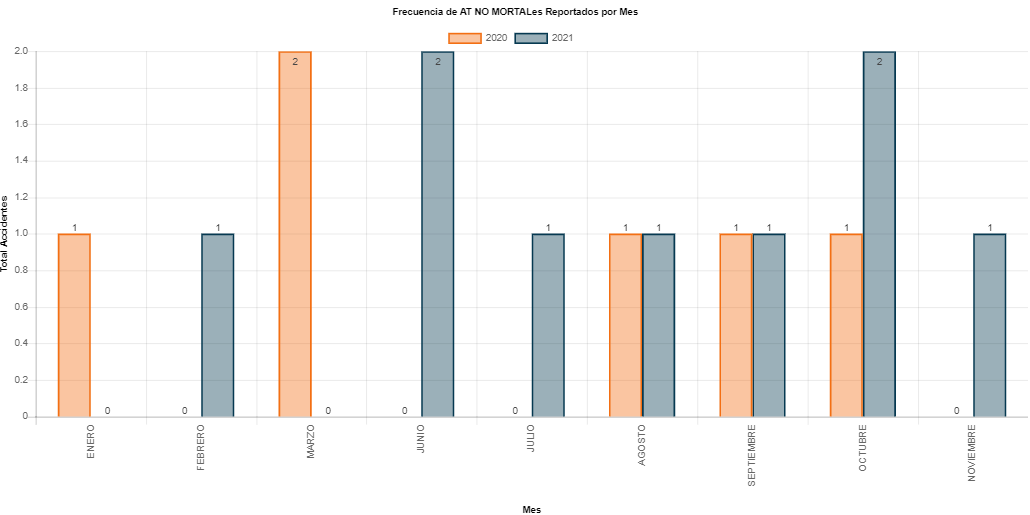 Frecuencia de AT NO MORTALes Reportados por Mes
2020 2021
2.0
1.8
1.6
1.4
1.2
1.0
0.8
0.6
0.4
0.2
0
Total Accidentes
1 0 0 1 2 0 0 2 0 1 1 1 1 1 1 2 0 1
ENERO FEBRERO MARZO JUNIO JULIO AGOSTO SEPTIEMBRE OCTUBRE NOVIEMBRE
Mes